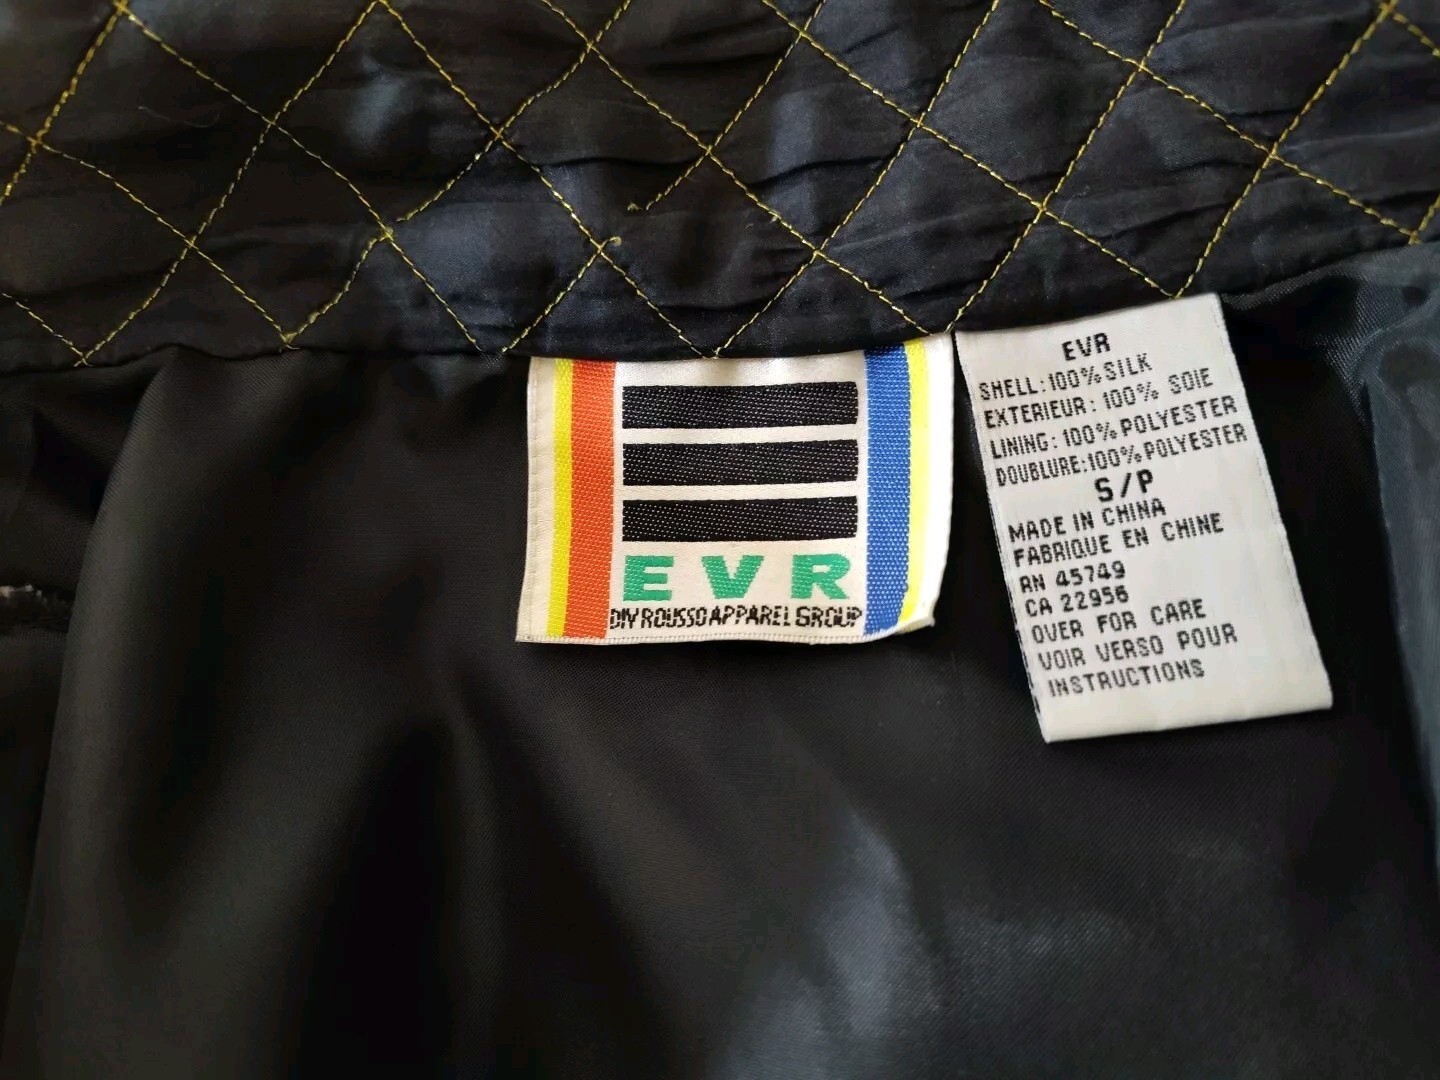 EVR
DIV ROUSSO APPAREL GROUP
EVR
SHELL:100% SILK
EXTERIEUR: 100% SOIE
LINING: 100% POLYESTER
DOUBLURE:100% POLYESTER
S/P
MADE IN CHINA
FABRIQUE EN CHINE
RN 45749
CA 22956
OVER FOR CARE
VOIR VERSO POUR
INSTRUCTIONS